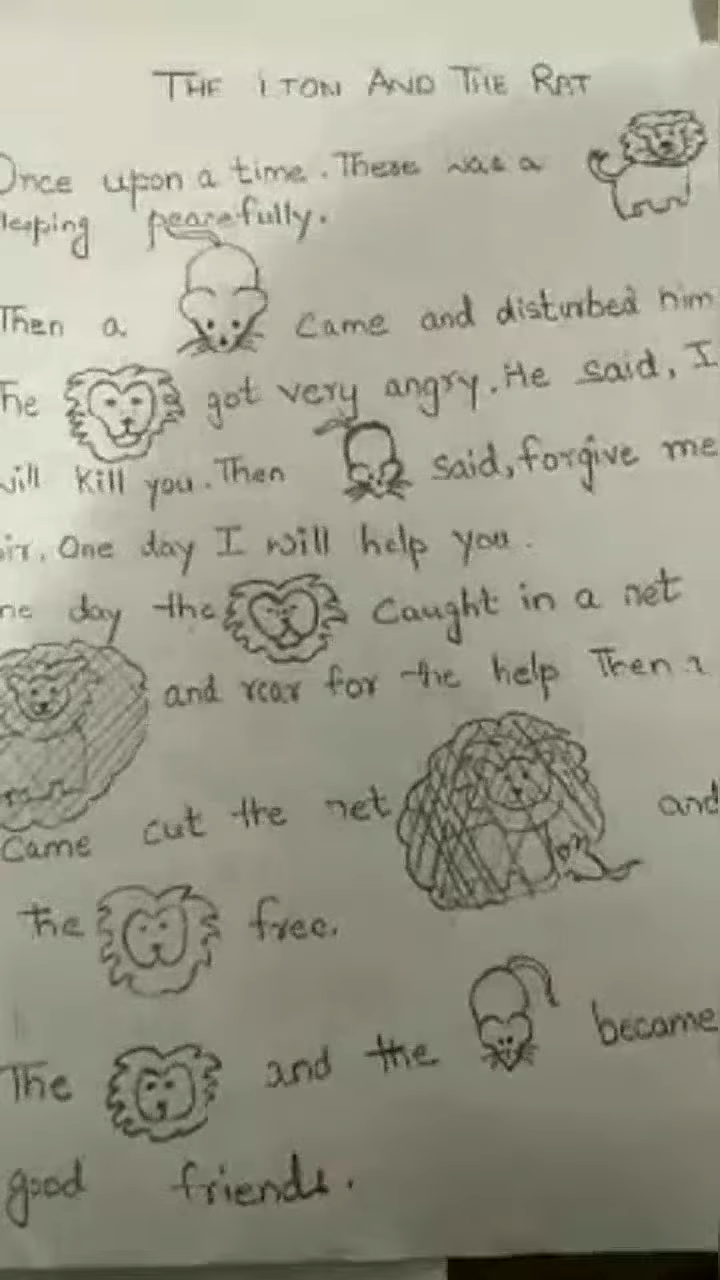 THE LION AND THE RAT
Once upon a time. There was a
sleeping peacefully.
Then a came and disturbed him
The got very angry. He said, I
will kill you. Then said, forgive me
sir. One day I will help you.
one day the caught in a net
and roar for the help Then
came cut the net and
the free.
The and the became
good friends.